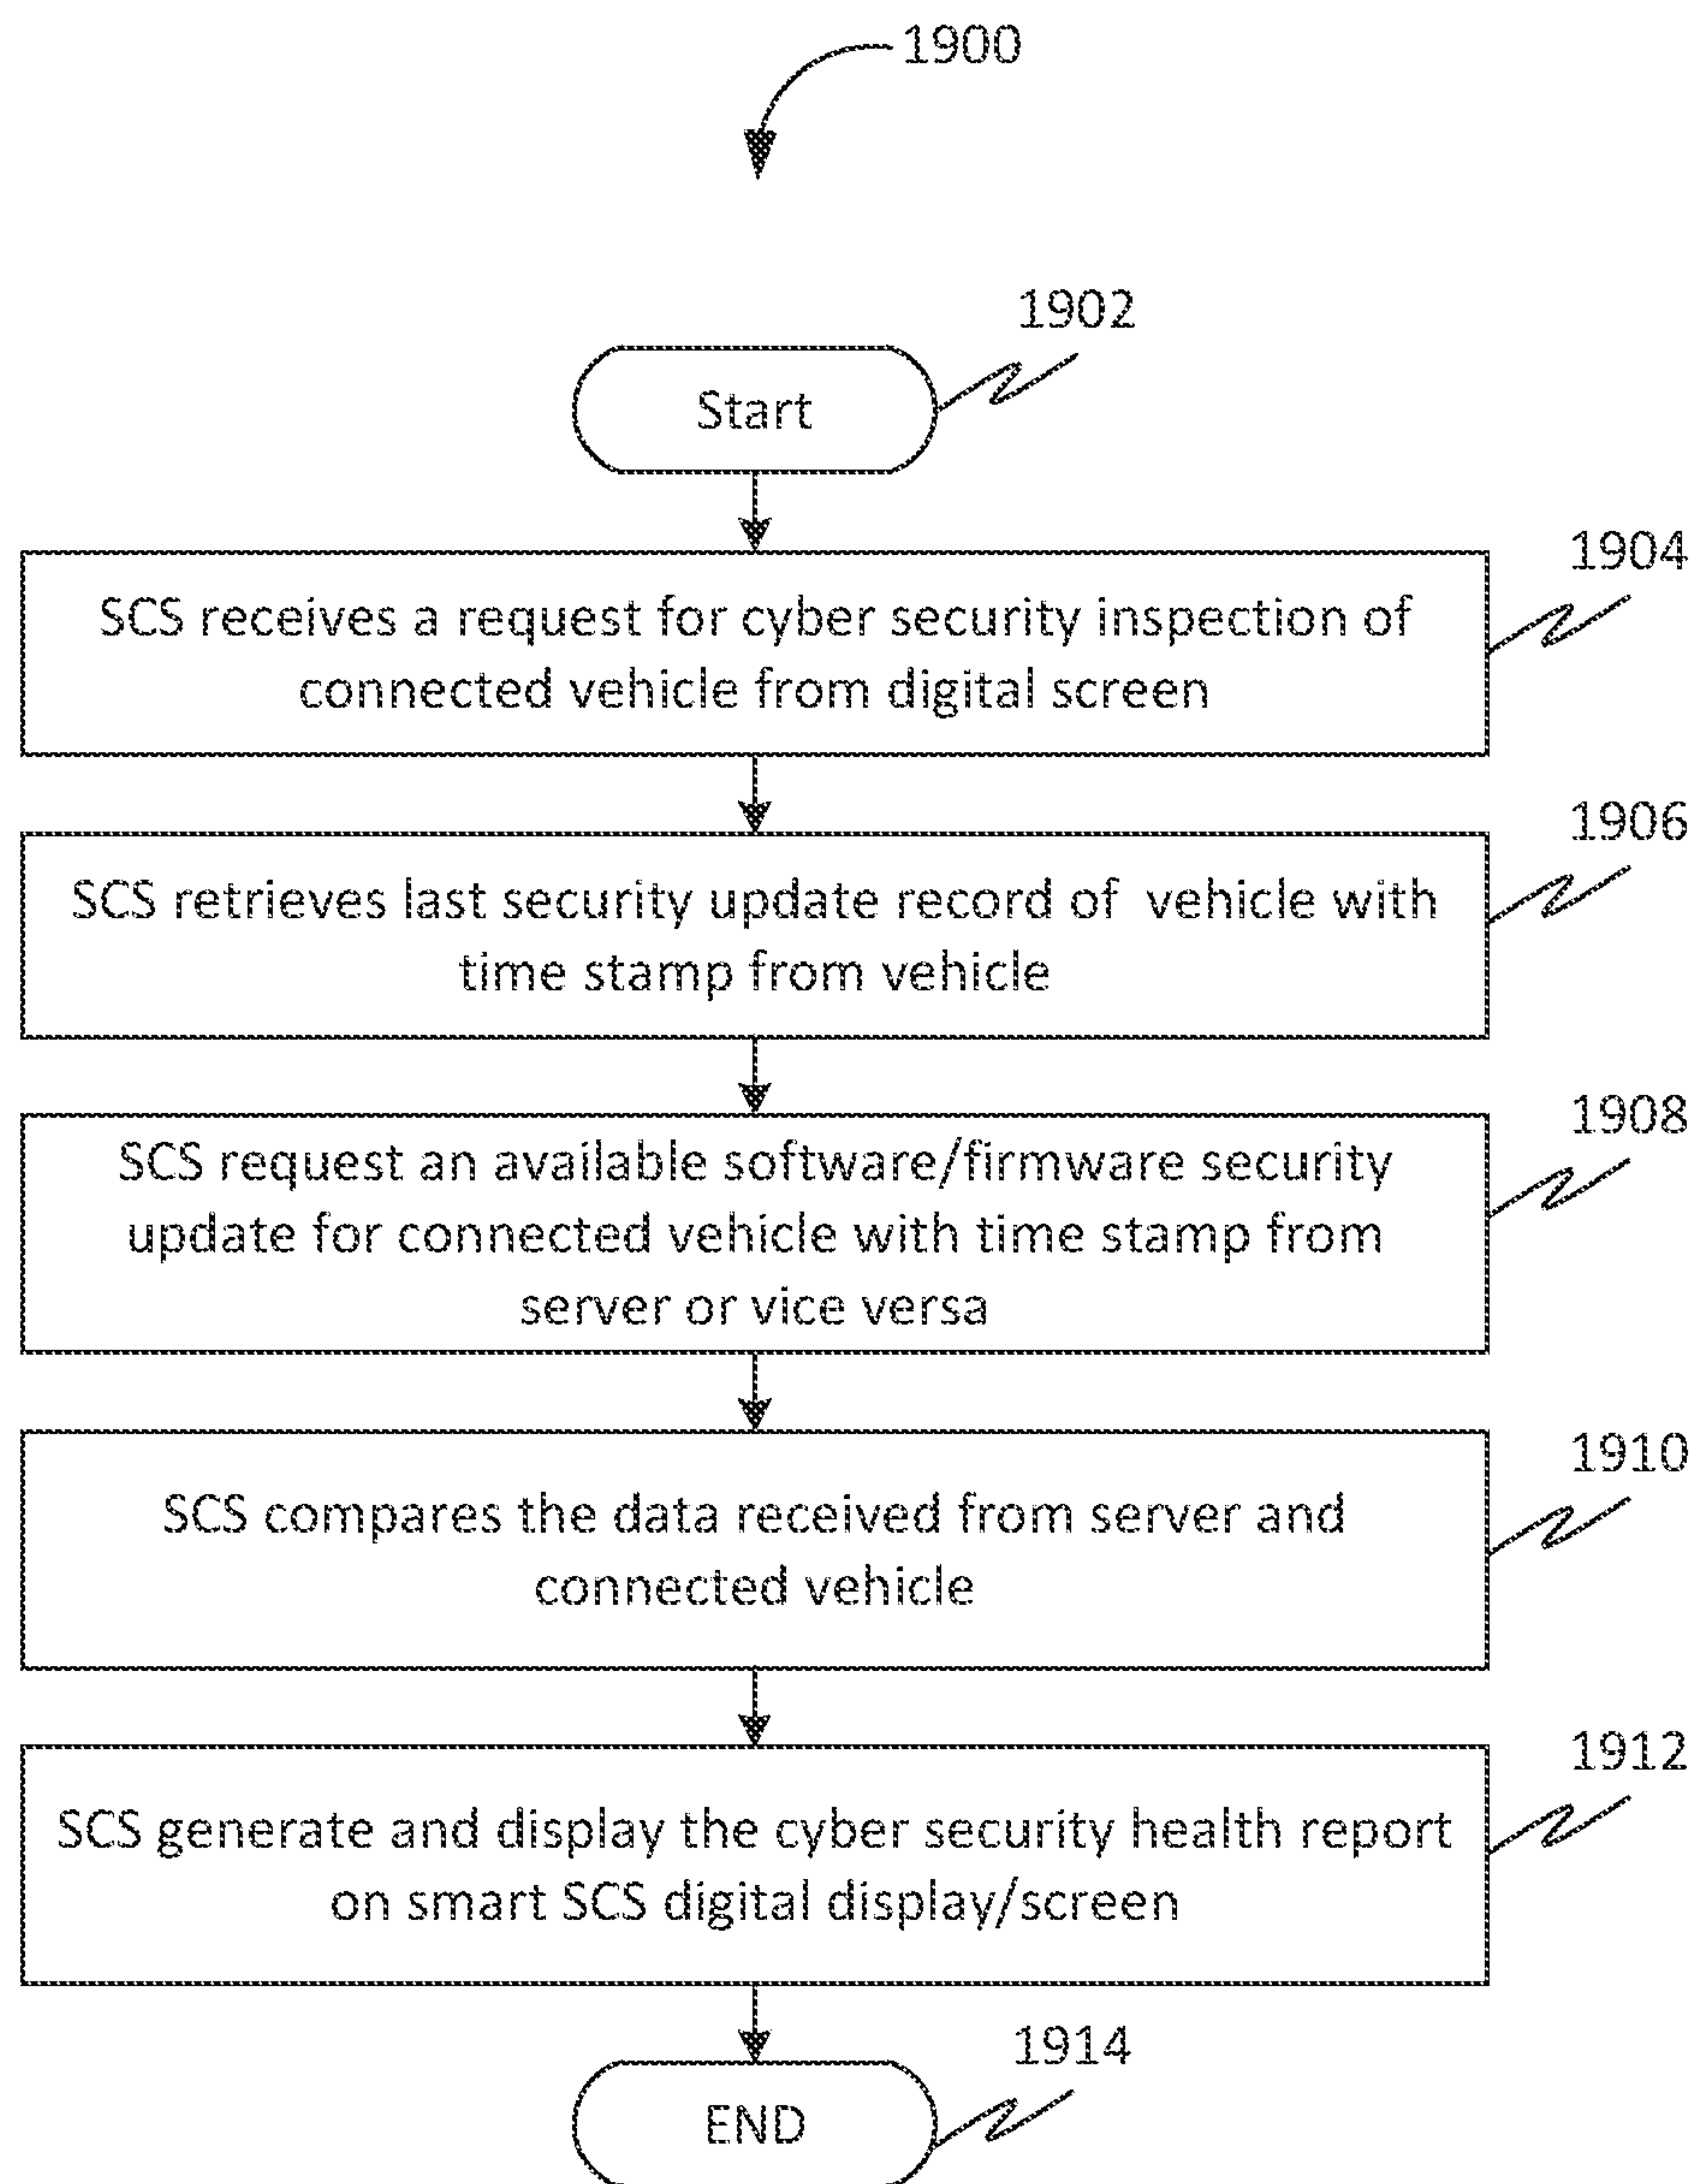 1900
1902
Start
1904
SCS receives a request for cyber security inspection of
connected vehicle from digital screen
1906
SCS retrieves last security update record of vehicle with
time stamp from vehicle
1908
SCS request an available software/firmware security
update for connected vehicle with time stamp from
server or vice versa
1910
SCS compares the data received from server and
connected vehicle
1912
SCS generate and display the cyber security health report
on smart SCS digital display/screen
1914
END